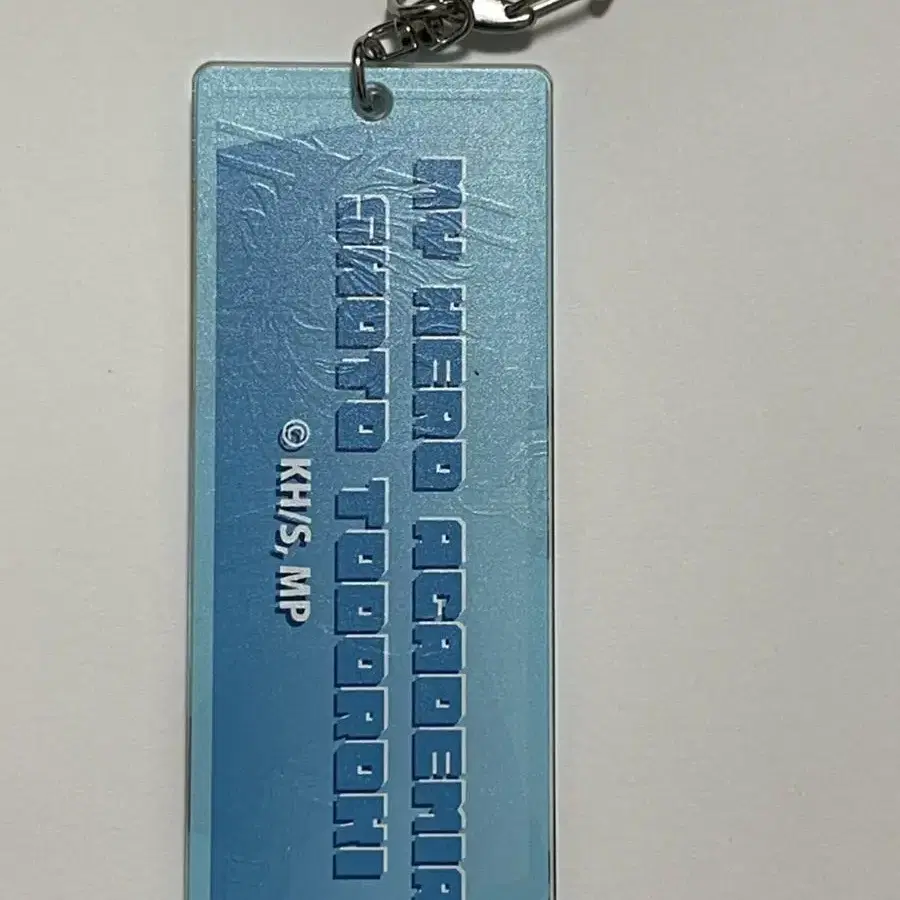 MY HERO ACADEMIA
SHOTO TODOROKI
© KH/S, MP